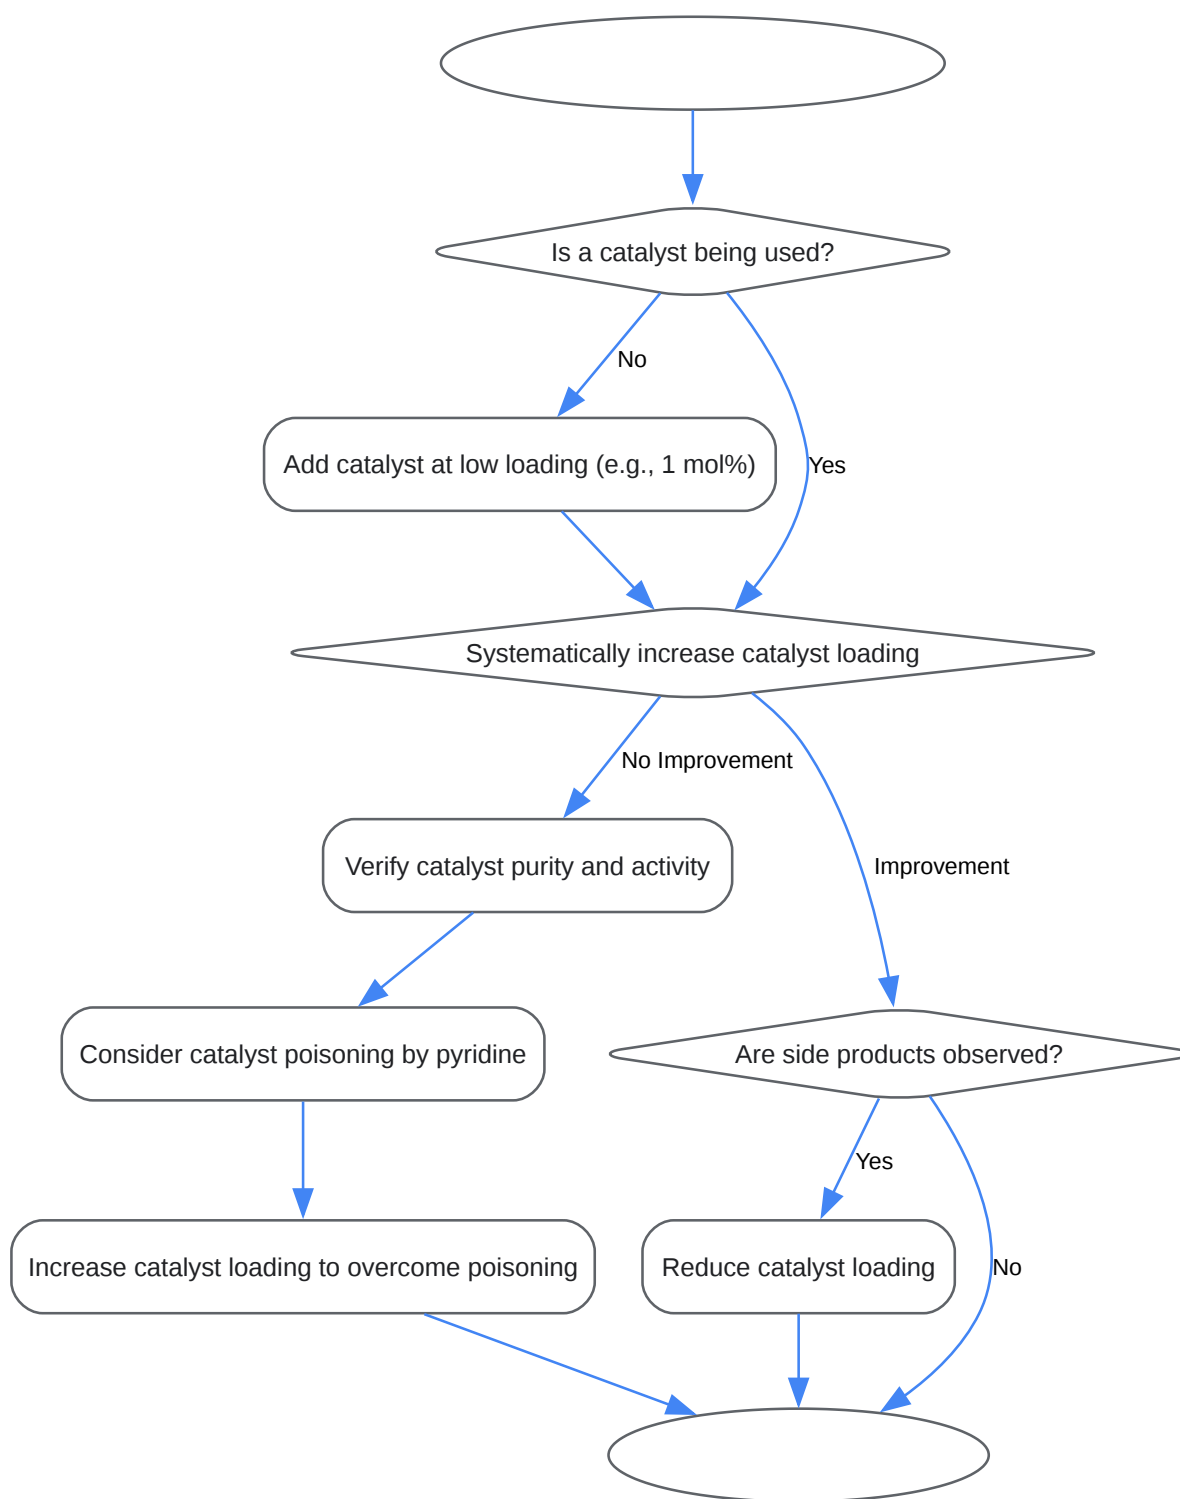 Is a catalyst being used?
No
Add catalyst at low loading (e.g., 1 mol%)
Yes
Systematically increase catalyst loading
No Improvement
Verify catalyst purity and activity
Improvement
Consider catalyst poisoning by pyridine
Are side products observed?
Yes
Increase catalyst loading to overcome poisoning
Reduce catalyst loading
No